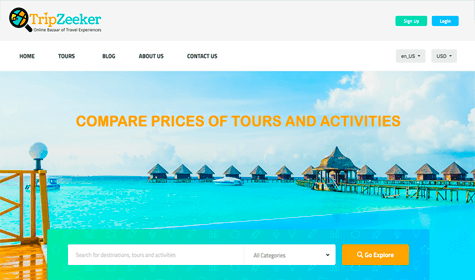 TripZeeker
Online Bazaar of Travel Experiences
Sign Up
Login
HOME
TOURS
BLOG
ABOUT US
CONTACT US
en_US
USD
COMPARE PRICES OF TOURS AND ACTIVITIES
Search for destinations, tours and activities
All Categories
Go Explore